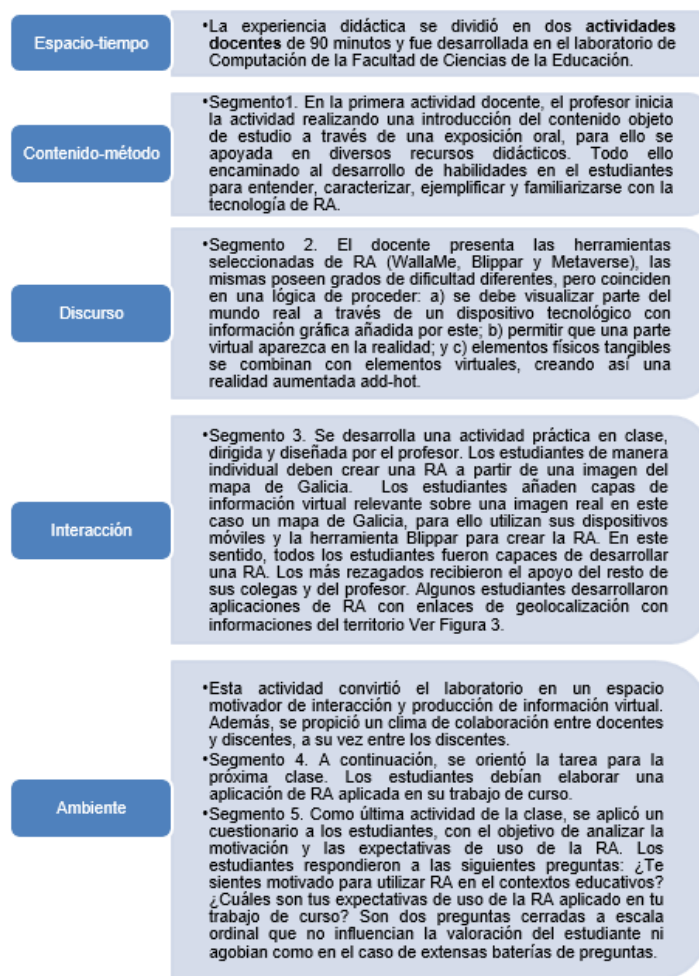 Espacio-tiempo
•La experiencia didáctica se dividió en dos actividades
docentes de 90 minutos y fue desarrollada en el laboratorio de
Computación de la Facultad de Ciencias de la Educación.
Contenido-método
•Segmento1. En la primera actividad docente, el profesor inicia
la actividad realizando una introducción del contenido objeto
de estudio a través de una exposición oral, para ello se
apoyada en diversos recursos didácticos. Todo ello
encaminado al desarrollo de habilidades en el estudiantes
para entender, caracterizar, ejemplificar y familiarizarse con la
tecnología de RA.
Discurso
•Segmento 2. El docente presenta las herramientas
seleccionadas de RA (WallaMe, Blippar y Metaverse), las
mismas poseen grados de dificultad diferentes, pero coinciden
en una lógica de proceder: a) se debe visualizar parte del
mundo real a través de un dispositivo tecnológico con
información gráfica añadida por este; b) permitir que una parte
virtual aparezca en la realidad; y c) elementos físicos tangibles
se combinan con elementos virtuales, creando así una
realidad aumentada add-hot.
Interacción
•Segmento 3. Se desarrolla una actividad práctica en clase,
dirigida y diseñada por el profesor. Los estudiantes de manera
individual deben crear una RA a partir de una imagen del
mapa de Galicia. Los estudiantes añaden capas de
información virtual relevante sobre una imagen real en este
caso un mapa de Galicia, para ello utilizan sus dispositivos
móviles y la herramienta Blippar para crear la RA. En este
sentido, todos los estudiantes fueron capaces de desarrollar
una RA. Los más rezagados recibieron el apoyo del resto de
sus colegas y del profesor. Algunos estudiantes desarrollaron
aplicaciones de RA con enlaces de geolocalización con
informaciones del territorio Ver Figura 3.
Ambiente
•Esta actividad convirtió el laboratorio en un espacio
motivador de interacción y producción de información virtual.
Además, se propició un clima de colaboración entre docentes
y discentes, a su vez entre los discentes.
•Segmento 4. A continuación, se orientó la tarea para la
próxima clase. Los estudiantes debían elaborar una
aplicación de RA aplicada en su trabajo de curso.
•Segmento 5. Como última actividad de la clase, se aplicó un
cuestionario a los estudiantes, con el objetivo de analizar la
motivación y las expectativas de uso de la RA. Los
estudiantes respondieron a las siguientes preguntas: ¿Te
sientes motivado para utilizar RA en el contextos educativos?
¿Cuáles son tus expectativas de uso de la RA aplicado en tu
trabajo de curso? Son dos preguntas cerradas a escala
ordinal que no influencian la valoración del estudiante ni
agobian como en el caso de extensas baterías de preguntas.